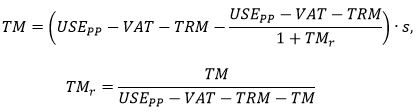 TM = (USE_PP − VAT − TRM − (USE_PP − VAT − TRM)/(1 + TM_r)) · s,
TM_r = TM/(USE_PP − VAT − TRM − TM)